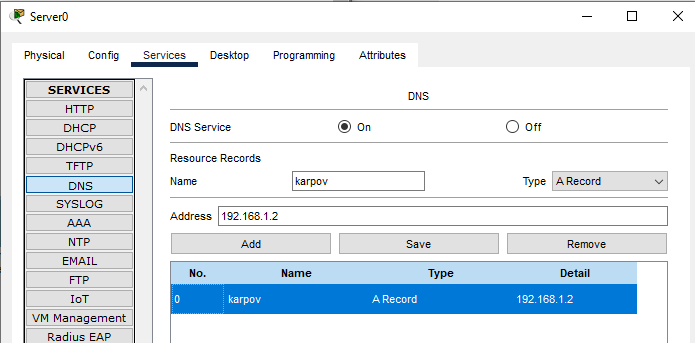 Server0
Physical Config Services Desktop Programming Attributes
SERVICES
HTTP
DHCP
DHCPv6
TFTP
DNS
SYSLOG
AAA
NTP
EMAIL
FTP
IoT
VM Management
Radius EAP
DNS
DNS Service On Off
Resource Records
Name karpov Type A Record
Address 192.168.1.2
Add Save Remove
No. Name Type Detail
0 karpov A Record 192.168.1.2